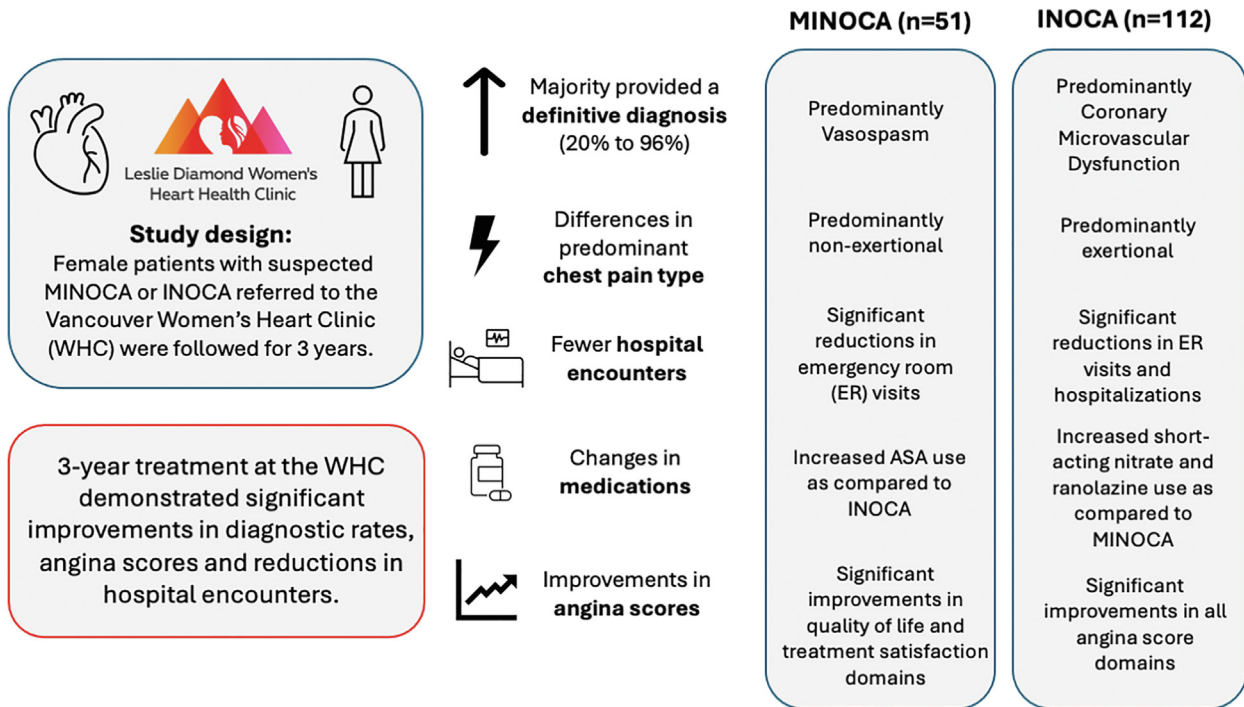 MINOCA (n=51)
INOCA (n=112)
Leslie Diamond Women's
Heart Health Clinic
Study design:
Female patients with suspected
MINOCA or INOCA referred to the
Vancouver Women's Heart Clinic
(WHC) were followed for 3 years.
3-year treatment at the WHC
demonstrated significant
improvements in diagnostic rates,
angina scores and reductions in
hospital encounters.
Majority provided a
definitive diagnosis
(20% to 96%)
Predominantly
Vasospasm
Predominantly
Coronary
Microvascular
Dysfunction
Differences in
predominant
chest pain type
Predominantly
non-exertional
Predominantly
exertional
Fewer hospital
encounters
Significant
reductions in
emergency room
(ER) visits
Significant
reductions in ER
visits and
hospitalizations
Changes in
medications
Increased ASA use
as compared to
INOCA
Increased short-
acting nitrate and
ranolazine use as
compared to
MINOCA
Improvements in
angina scores
Significant
improvements in
quality of life and
treatment satisfaction
domains
Significant
improvements in all
angina score
domains